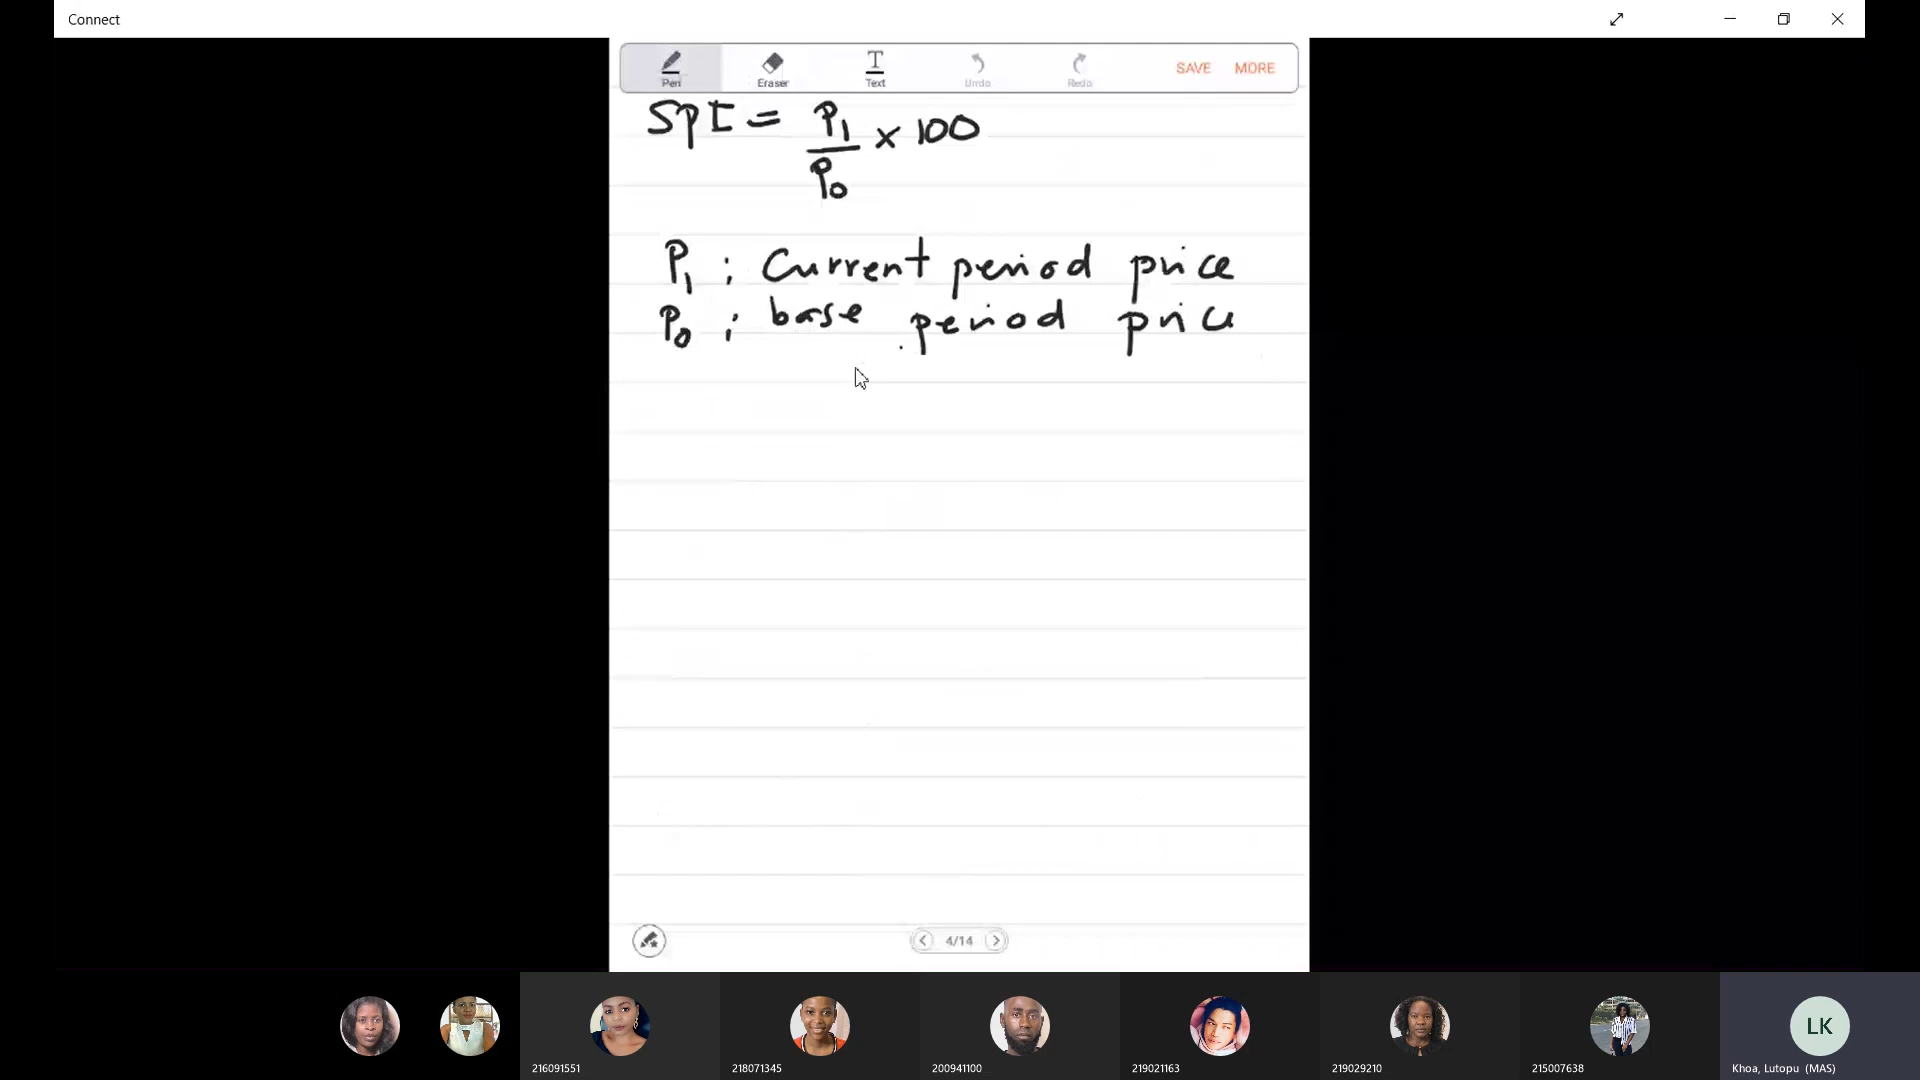 Connect
Pen Eraser Text Undo Redo SAVE MORE
SPI = P₁/P₀ × 100
P₁ ; Current period price
P₀ ; base period price
4/14
216091551 218071345 200941100 219021163 219029210 215007638 LK Khoa, Lutopu (MAS)